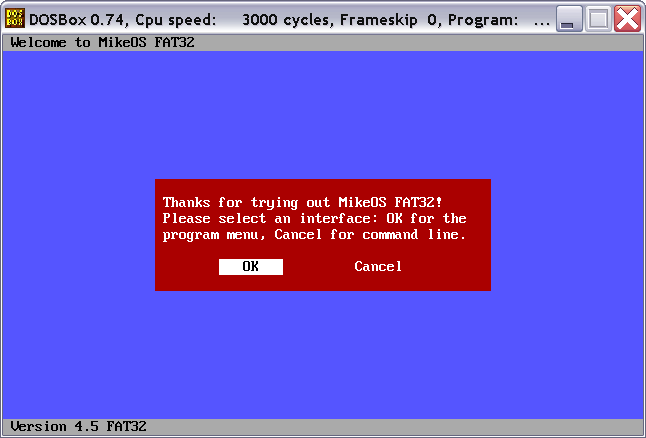 DOS
BOX
DOSBox 0.74, Cpu speed:    3000 cycles, Frameskip  0, Program:   ...
Welcome to MikeOS FAT32
Thanks for trying out MikeOS FAT32!
Please select an interface: OK for the
program menu, Cancel for command line.
OK Cancel
Version 4.5 FAT32